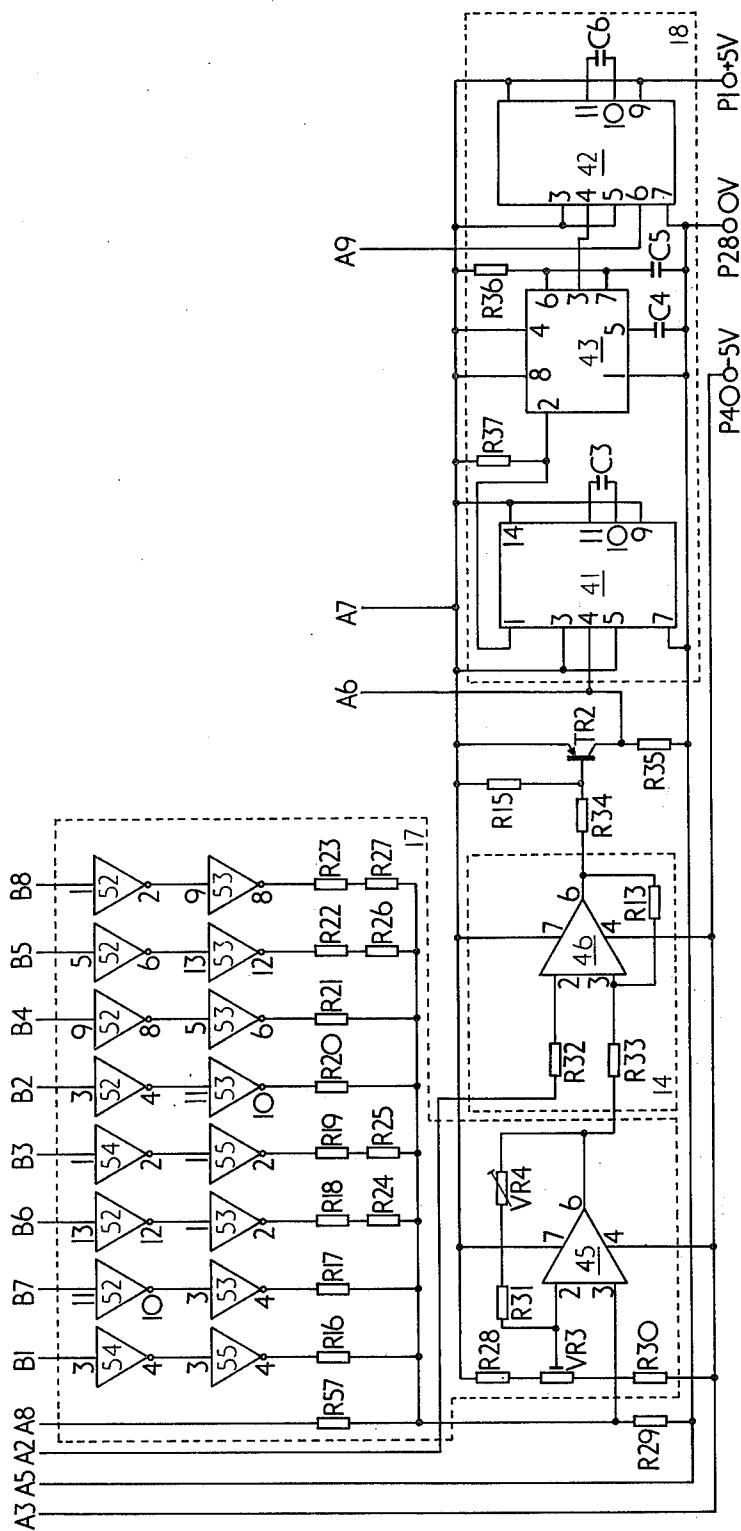 A3 A5 A2 A8 B1 B7 B6 B3 B2 B4 B5 B8
3 11 13 1 3 9 5 1
54 52 52 54 52 52 52 52
4 10 12 2 4 8 6 2
3 3 1 1 11 5 13 9
55 53 53 55 53 53 53 53
4 4 2 2 10 6 12 8
R57 R16 R17 R18 R19 R20 R21 R22 R23
R24 R25 R26 R27
17
A6 A7 A9
R28 R31 VR4
VR3
R30
R29
2 3 7 4 6
45
R32
R33
14
2 3 7 4 6
46
R13
R15
R34
TR2
R35
1 3 4 5 7
41
14 11 10 9
C3
R37
2 8 4 6 3 7 5 1
43
R36
C4 C5
3 4 5 6 7
42
11 10 9
C6
18
P40 -5V
P28 0V
P1 +5V